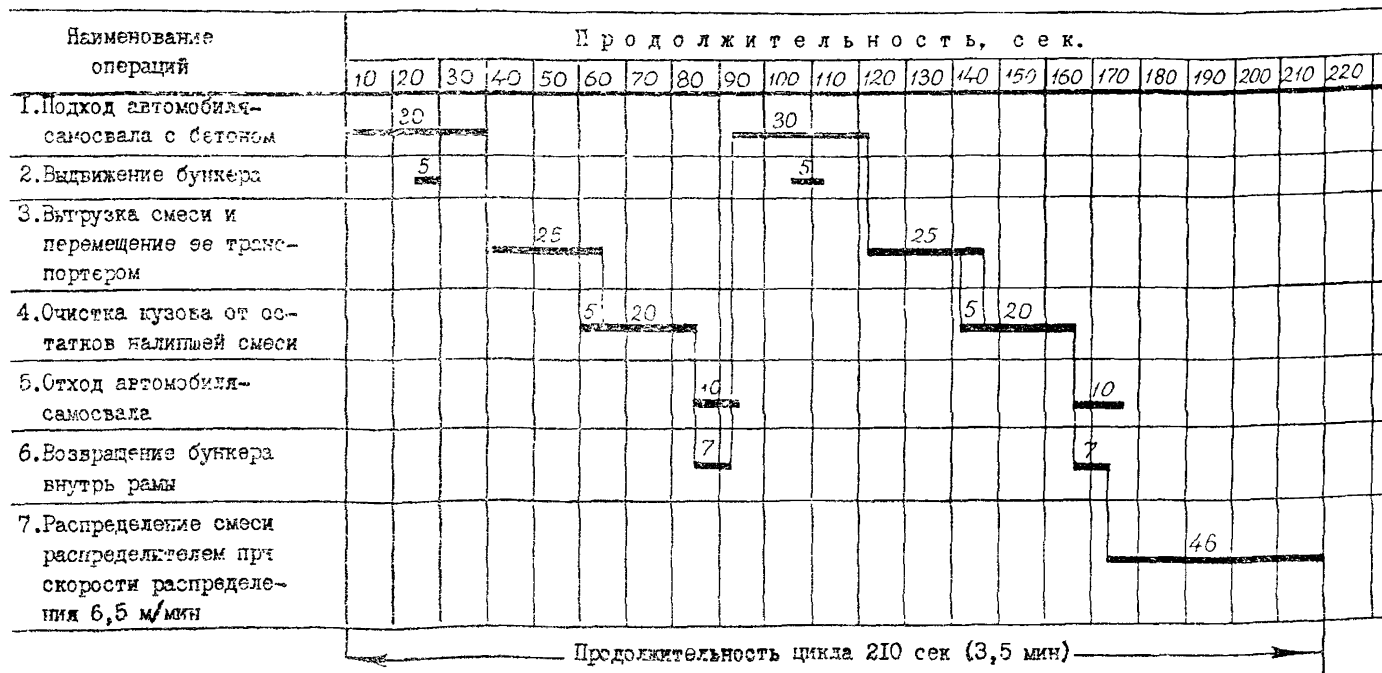 Наименование
операций
Продолжительность, сек.
10 20 30 40 50 60 70 80 90 100 110 120 130 140 150 160 170 180 190 200 210 220
1.Подход автомобиля-
самосвала с бетоном
20 30
2.Выдвижение бункера
5 5
3.Выгрузка смеси и
перемещение ее транс-
портером
25 25
4.Очистка кузова от ос-
татков налипшей смеси
5 20 5 20
5.Отход автомобиля-
самосвала
10 10
6.Возвращение бункера
внутрь рамы
7 7
7.Распределение смеси
распределителем при
скорости распределе-
ния 6,5 м/мин
46
Продолжительность цикла 210 сек (3,5 мин)